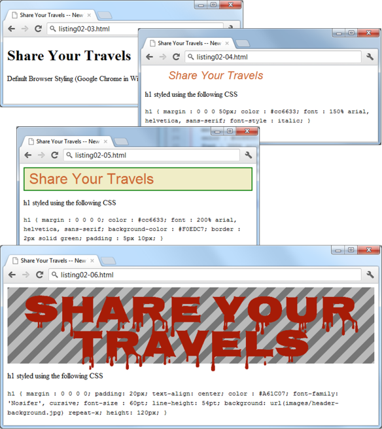 Share Your Travels -- New
listing02-03.html
Share Your Travels
Default Browser Styling (Google Chrome in Wi
Share Your Travels -- New
listing02-04.html
Share Your Travels
h1 styled using the following CSS
h1 { margin : 0 0 0 50px; color : #cc6633; font : 150% arial,
helvetica, sans-serif; font-style : italic; }
Share Your Travels -- New
listing02-05.html
Share Your Travels
h1 styled using the following CSS
h1 { margin : 0 0 0 0; color : #cc6633; font : 200% arial,
helvetica, sans-serif; background-color : #F0EDC7; border :
2px solid green; padding : 5px 10px; }
Share Your Travels -- New
listing02-06.html
SHARE YOUR
TRAVELS
h1 styled using the following CSS
h1 { margin : 0 0 0 0; padding: 20px; text-align: center; color : #A61C07; font-family:
'Nosifer', cursive; font-size : 60pt; line-height: 54pt; background: url(images/header-
background.jpg) repeat-x; height: 120px; }